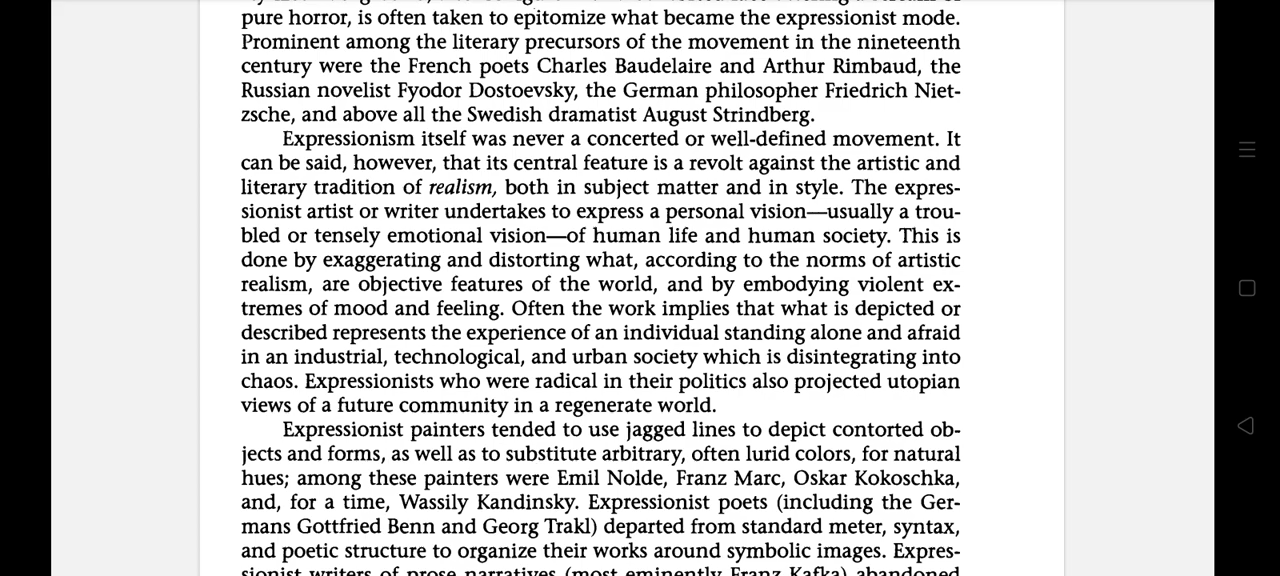 pure horror, is often taken to epitomize what became the expressionist mode.
Prominent among the literary precursors of the movement in the nineteenth
century were the French poets Charles Baudelaire and Arthur Rimbaud, the
Russian novelist Fyodor Dostoevsky, the German philosopher Friedrich Niet-
zsche, and above all the Swedish dramatist August Strindberg.
Expressionism itself was never a concerted or well-defined movement. It
can be said, however, that its central feature is a revolt against the artistic and
literary tradition of realism, both in subject matter and in style. The expres-
sionist artist or writer undertakes to express a personal vision—usually a trou-
bled or tensely emotional vision—of human life and human society. This is
done by exaggerating and distorting what, according to the norms of artistic
realism, are objective features of the world, and by embodying violent ex-
tremes of mood and feeling. Often the work implies that what is depicted or
described represents the experience of an individual standing alone and afraid
in an industrial, technological, and urban society which is disintegrating into
chaos. Expressionists who were radical in their politics also projected utopian
views of a future community in a regenerate world.
Expressionist painters tended to use jagged lines to depict contorted ob-
jects and forms, as well as to substitute arbitrary, often lurid colors, for natural
hues; among these painters were Emil Nolde, Franz Marc, Oskar Kokoschka,
and, for a time, Wassily Kandinsky. Expressionist poets (including the Ger-
mans Gottfried Benn and Georg Trakl) departed from standard meter, syntax,
and poetic structure to organize their works around symbolic images. Expres-
sionist writers of prose narratives (most eminently Franz Kafka) abandoned